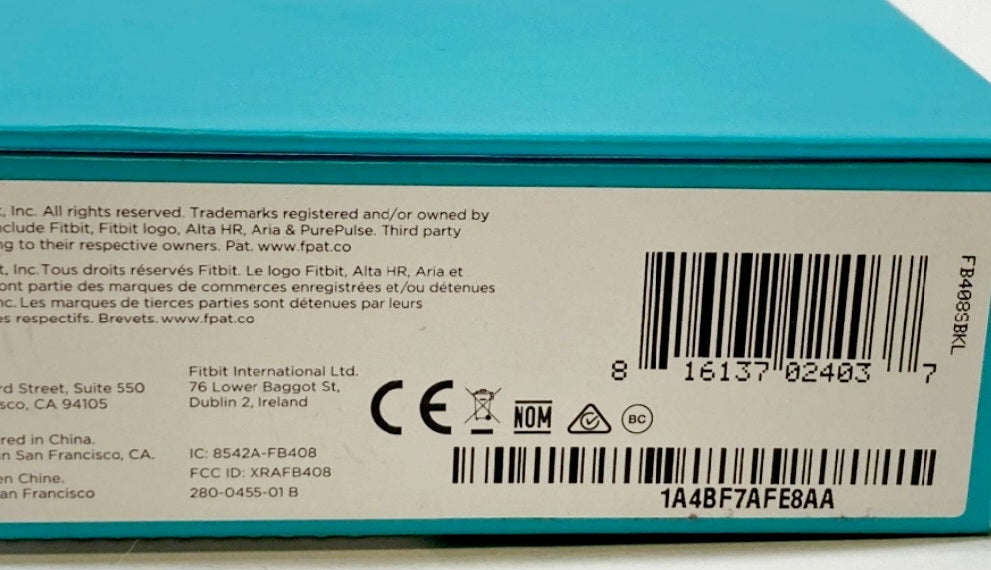 t, Inc. All rights reserved. Trademarks registered and/or owned by
nclude Fitbit, Fitbit logo, Alta HR, Aria & PurePulse. Third party
ng to their respective owners. Pat. www.fpat.co
t, Inc.Tous droits réservés Fitbit. Le logo Fitbit, Alta HR, Aria et
ont partie des marques de commerces enregistrées et/ou détenues
nc. Les marques de tierces parties sont détenues par leurs
es respectifs. Brevets. www.fpat.co
rd Street, Suite 550
sco, CA 94105
red in China.
in San Francisco, CA.
en Chine.
an Francisco
Fitbit International Ltd.
76 Lower Baggot St,
Dublin 2, Ireland
IC: 8542A-FB408
FCC ID: XRAFB408
280-0455-01 B
CE
NOM
BC
8 16137 02403 7
FB408SBKL
1A4BF7AFE8AA